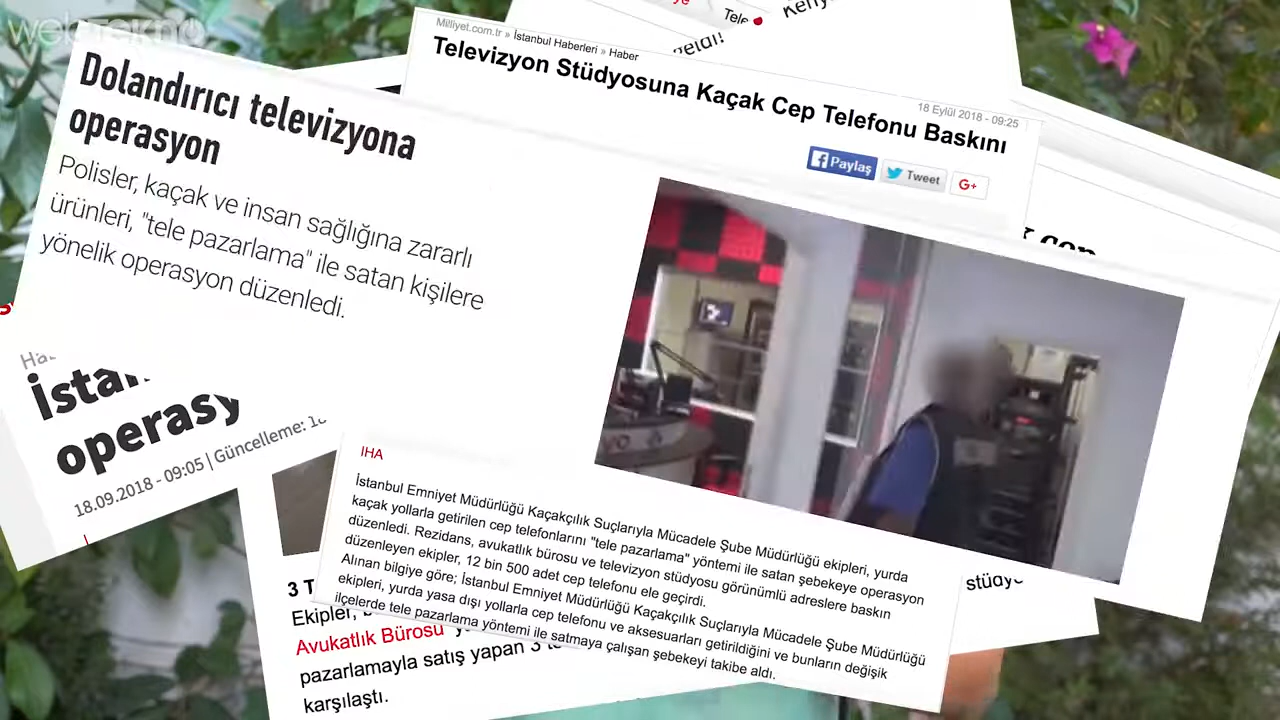 webtekno
Dolandırıcı televizyona
operasyon
Polisler, kaçak ve insan sağlığına zararlı
ürünleri, "tele pazarlama" ile satan kişilere
yönelik operasyon düzenledi.
Milliyet.com.tr » İstanbul Haberleri » Haber
Televizyon Stüdyosuna Kaçak Cep Telefonu Baskını
18 Eylül 2018 - 09:25
Paylaş
Tweet
G+
Tele
operasy
18.09.2018 - 09:05 | Güncelleme: 18
IHA
İstanbul Emniyet Müdürlüğü Kaçakçılık Suçlarıyla Mücadele Şube Müdürlüğü ekipleri, yurda
kaçak yollarla getirilen cep telefonlarını "tele pazarlama" yöntemi ile satan şebekeye operasyon
düzenledi. Rezidans, avukatlık bürosu ve televizyon stüdyosu görünümlü adreslere baskın
düzenleyen ekipler, 12 bin 500 adet cep telefonu ele geçirdi.
Alınan bilgiye göre; İstanbul Emniyet Müdürlüğü Kaçakçılık Suçlarıyla Mücadele Şube Müdürlüğü
ekipleri, yurda yasa dışı yollarla cep telefonu ve aksesuarları getirildiğini ve bunların değişik
ilçelerde tele pazarlama yöntemi ile satmaya çalışan şebekeyi takibe aldı.
3 T
Ekipler,
Avukatlık Bürosu
pazarlamayla satış yapan 3
karşılaştı.